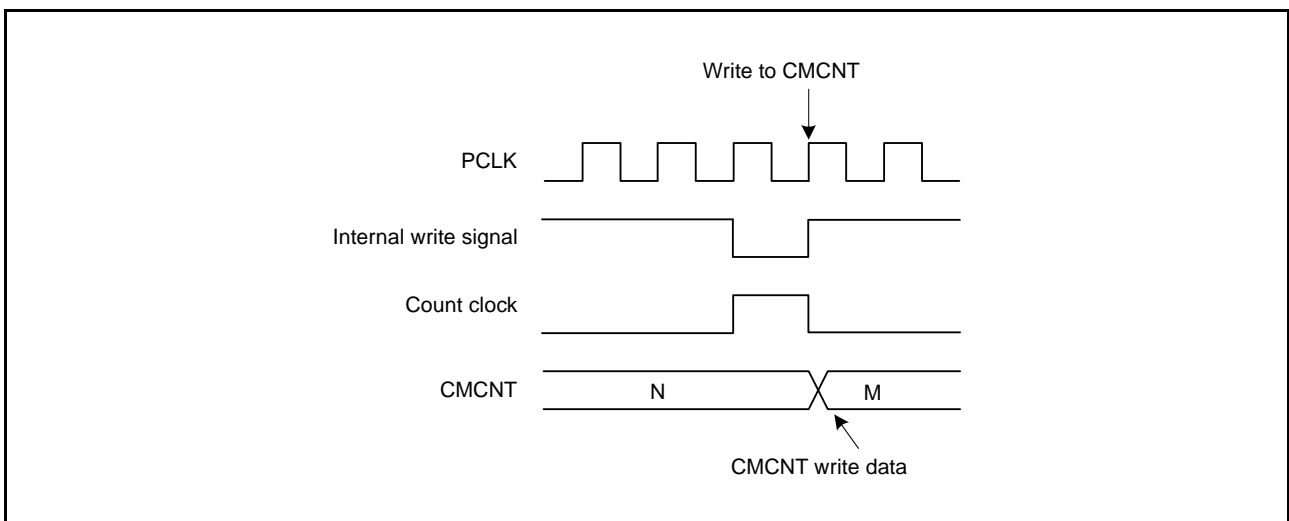 Write to CMCNT
PCLK
Internal write signal
Count clock
CMCNT
N
M
CMCNT write data